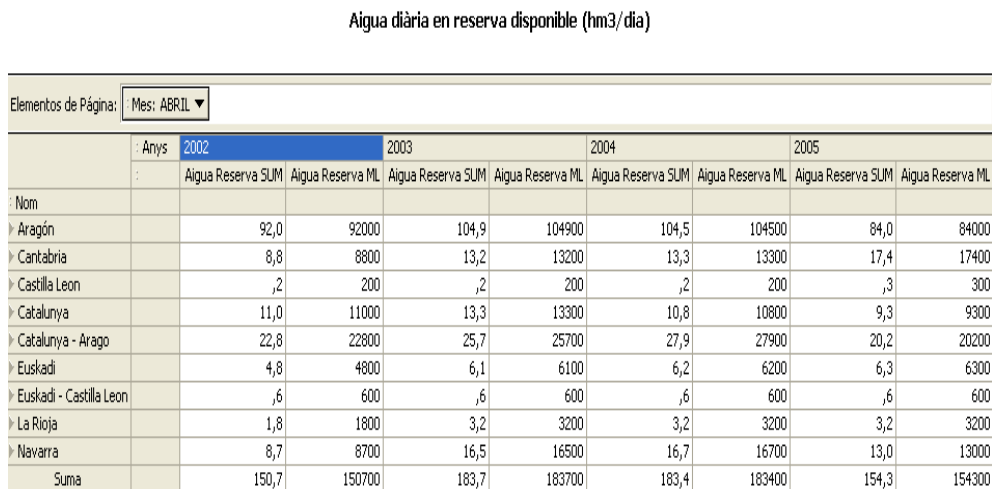 Aigua diària en reserva disponible (hm3/dia)
Elementos de Página: Mes: ABRIL ▼
Anys 2002 2003 2004 2005
Aigua Reserva SUM Aigua Reserva ML Aigua Reserva SUM Aigua Reserva ML Aigua Reserva SUM Aigua Reserva ML Aigua Reserva SUM Aigua Reserva ML
Nom
Aragón 92,0 92000 104,9 104900 104,5 104500 84,0 84000
Cantabria 8,8 8800 13,2 13200 13,3 13300 17,4 17400
Castilla Leon ,2 200 ,2 200 ,2 200 ,3 300
Catalunya 11,0 11000 13,3 13300 10,8 10800 9,3 9300
Catalunya - Arago 22,8 22800 25,7 25700 27,9 27900 20,2 20200
Euskadi 4,8 4800 6,1 6100 6,2 6200 6,3 6300
Euskadi - Castilla Leon ,6 600 ,6 600 ,6 600 ,6 600
La Rioja 1,8 1800 3,2 3200 3,2 3200 3,2 3200
Navarra 8,7 8700 16,5 16500 16,7 16700 13,0 13000
Suma 150,7 150700 183,7 183700 183,4 183400 154,3 154300